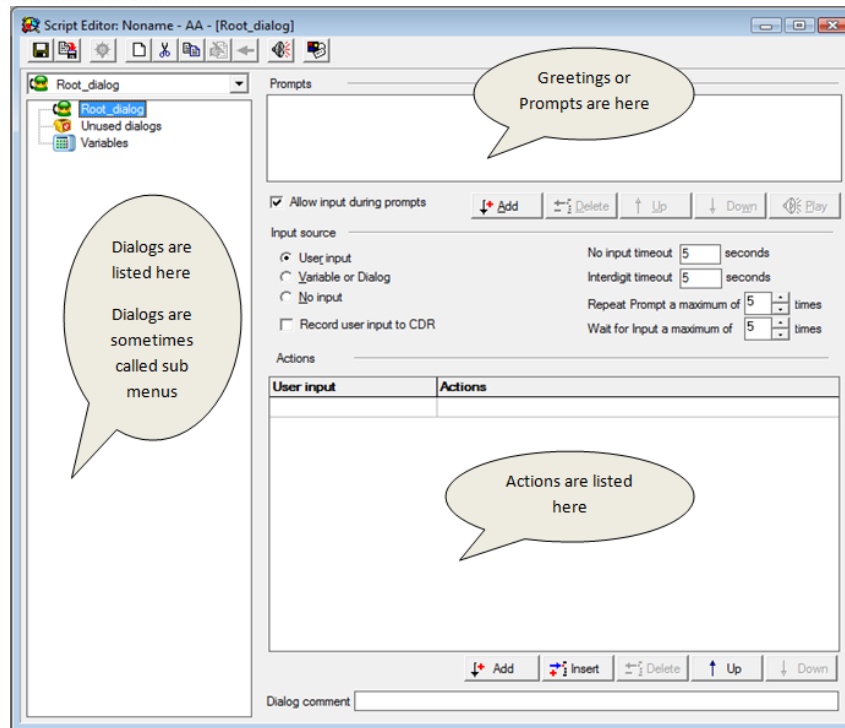 Script Editor: Noname - AA - [Root_dialog]
Root_dialog
Root_dialog
Unused dialogs
Variables
Dialogs are
listed here
Dialogs are
sometimes
called sub
menus
Prompts
Greetings or
Prompts are here
Allow input during prompts
Add
Delete
Up
Down
Play
Input source
User input
Variable or Dialog
No input
Record user input to CDR
No input timeout 5 seconds
Interdigit timeout 5 seconds
Repeat Prompt a maximum of 5 times
Wait for Input a maximum of 5 times
Actions
User input Actions
Actions are listed
here
Add
Insert
Delete
Up
Down
Dialog comment